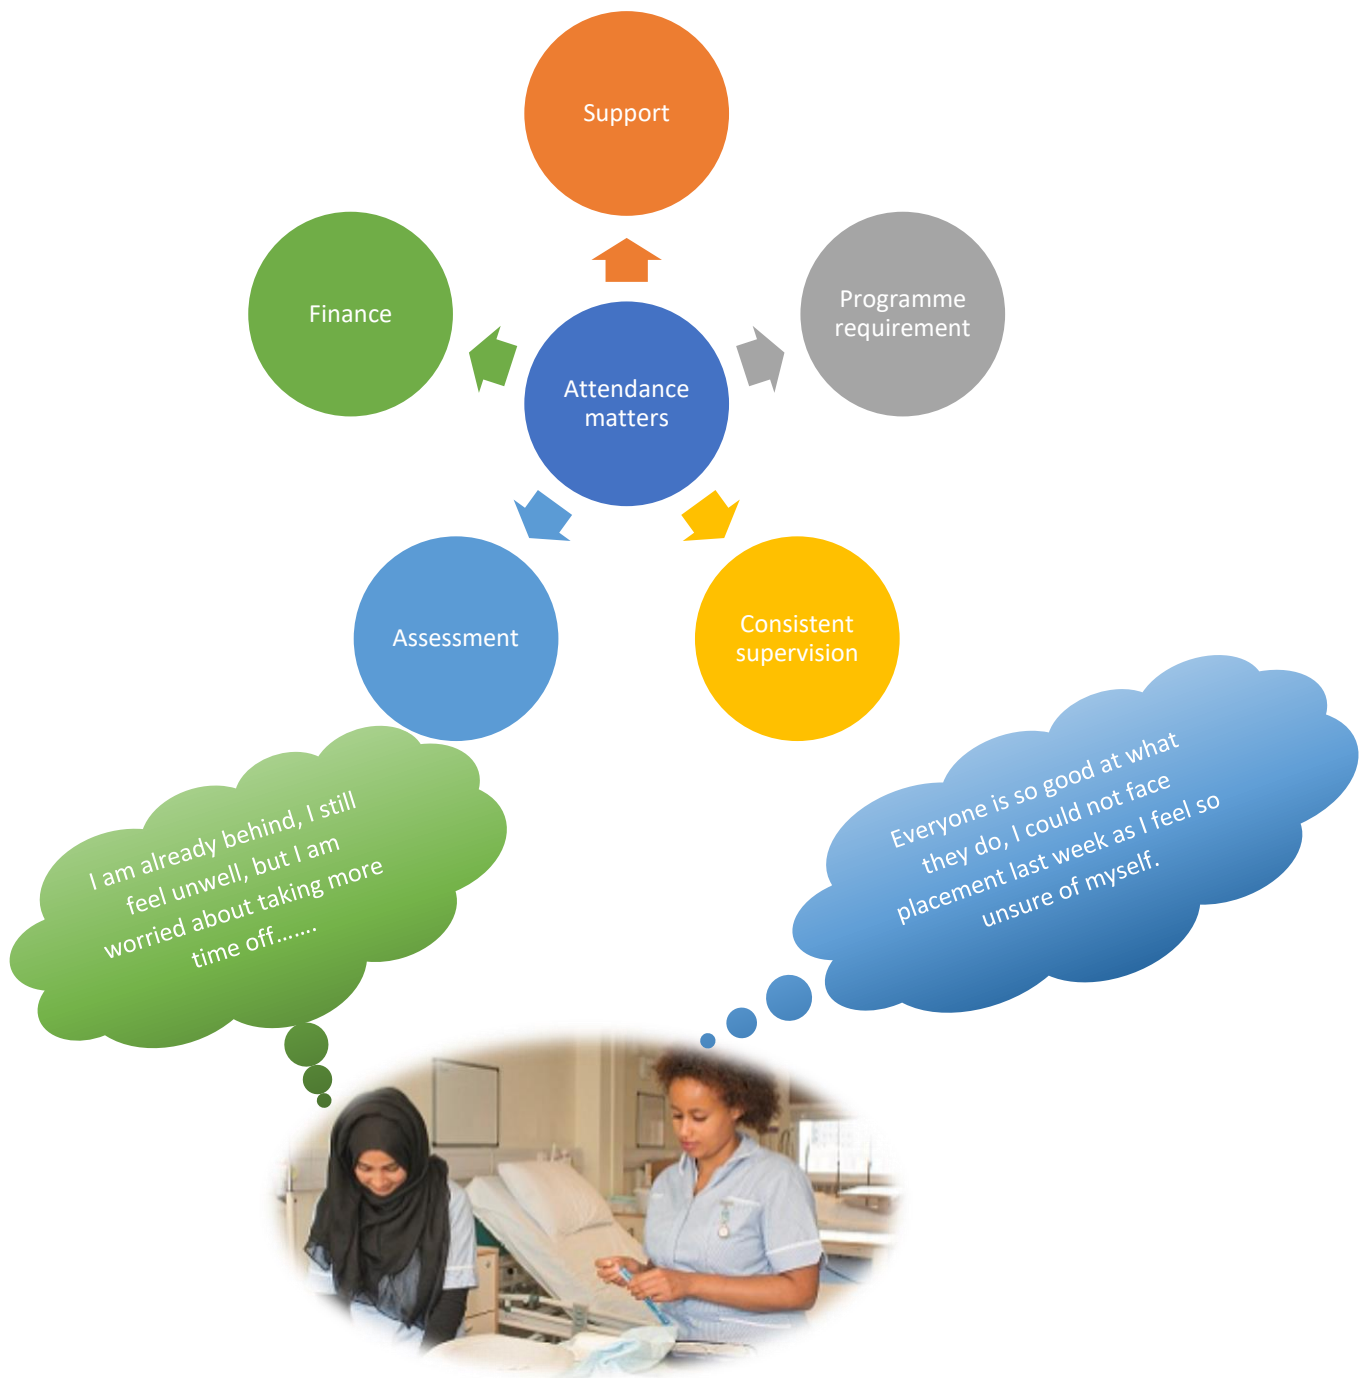 Support
Finance
Programme
requirement
Attendance
matters
Assessment
Consistent
supervision
I am already behind, I still
feel unwell, but I am
worried about taking more
time off…….
Everyone is so good at what
they do, I could not face
placement last week as I feel so
unsure of myself.